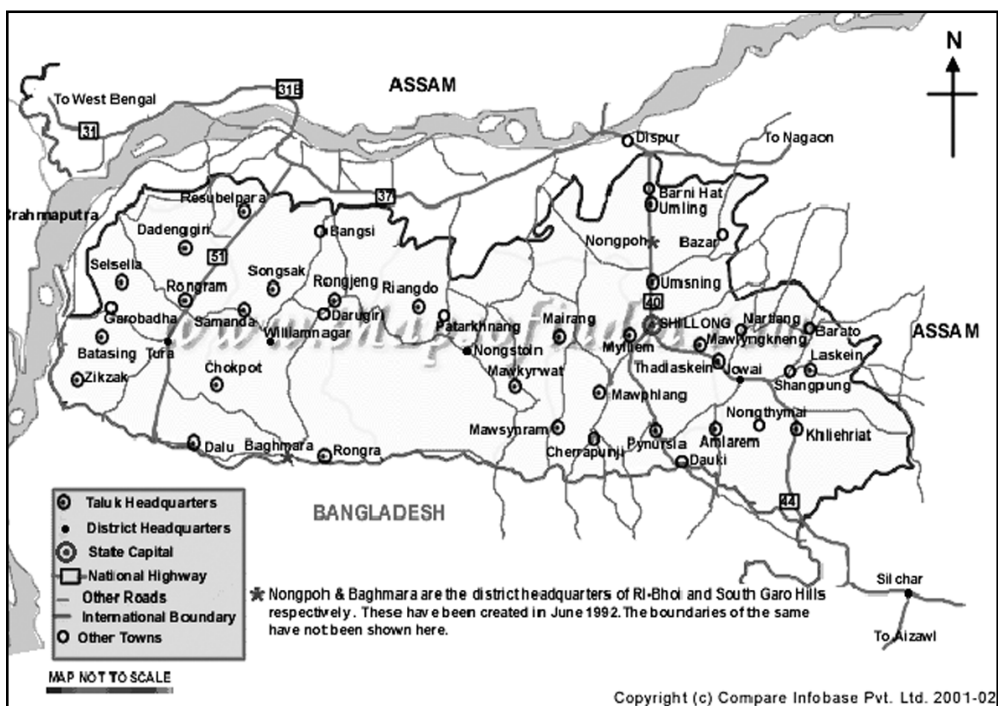 N
ASSAM
31B
To West Bengal
31
Dispur
To Nagaon
37
Brahmaputra
Resubelpara
Barni Hat
Umling
Dadenggiri
Bangsi
Nongpoh
Bazar
51
Selsella
Songsak
Rongjeng
Riangdo
Umsning
Rongram
40
Garobadha
Samanda
Darugiri
Patarkhnang
Mairang
SHILLONG
Nartiang
Barato
ASSAM
Williamnagar
Mylliem
Mawlyngkneng
Batasing
Tura
Nongstoin
Thadlaskein
Jowai
Laskein
Zikzak
Chokpot
Mawkyrwat
Shangpung
Mawphlang
Nongthymai
Mawsynram
Pynursla
Amlarem
Khliehriat
Dalu
Baghmara
Rongra
Cherrapunji
Dauki
44
BANGLADESH
Taluk Headquarters
District Headquarters
State Capital
National Highway
Other Roads
International Boundary
Other Towns
* Nongpoh & Baghmara are the district headquarters of RI-Bhoi and South Garo Hills
respectively. These have been created in June 1992. The boundaries of the same
have not been shown here.
Silchar
To Aizawl
MAP NOT TO SCALE
Copyright (c) Compare Infobase Pvt. Ltd. 2001-02